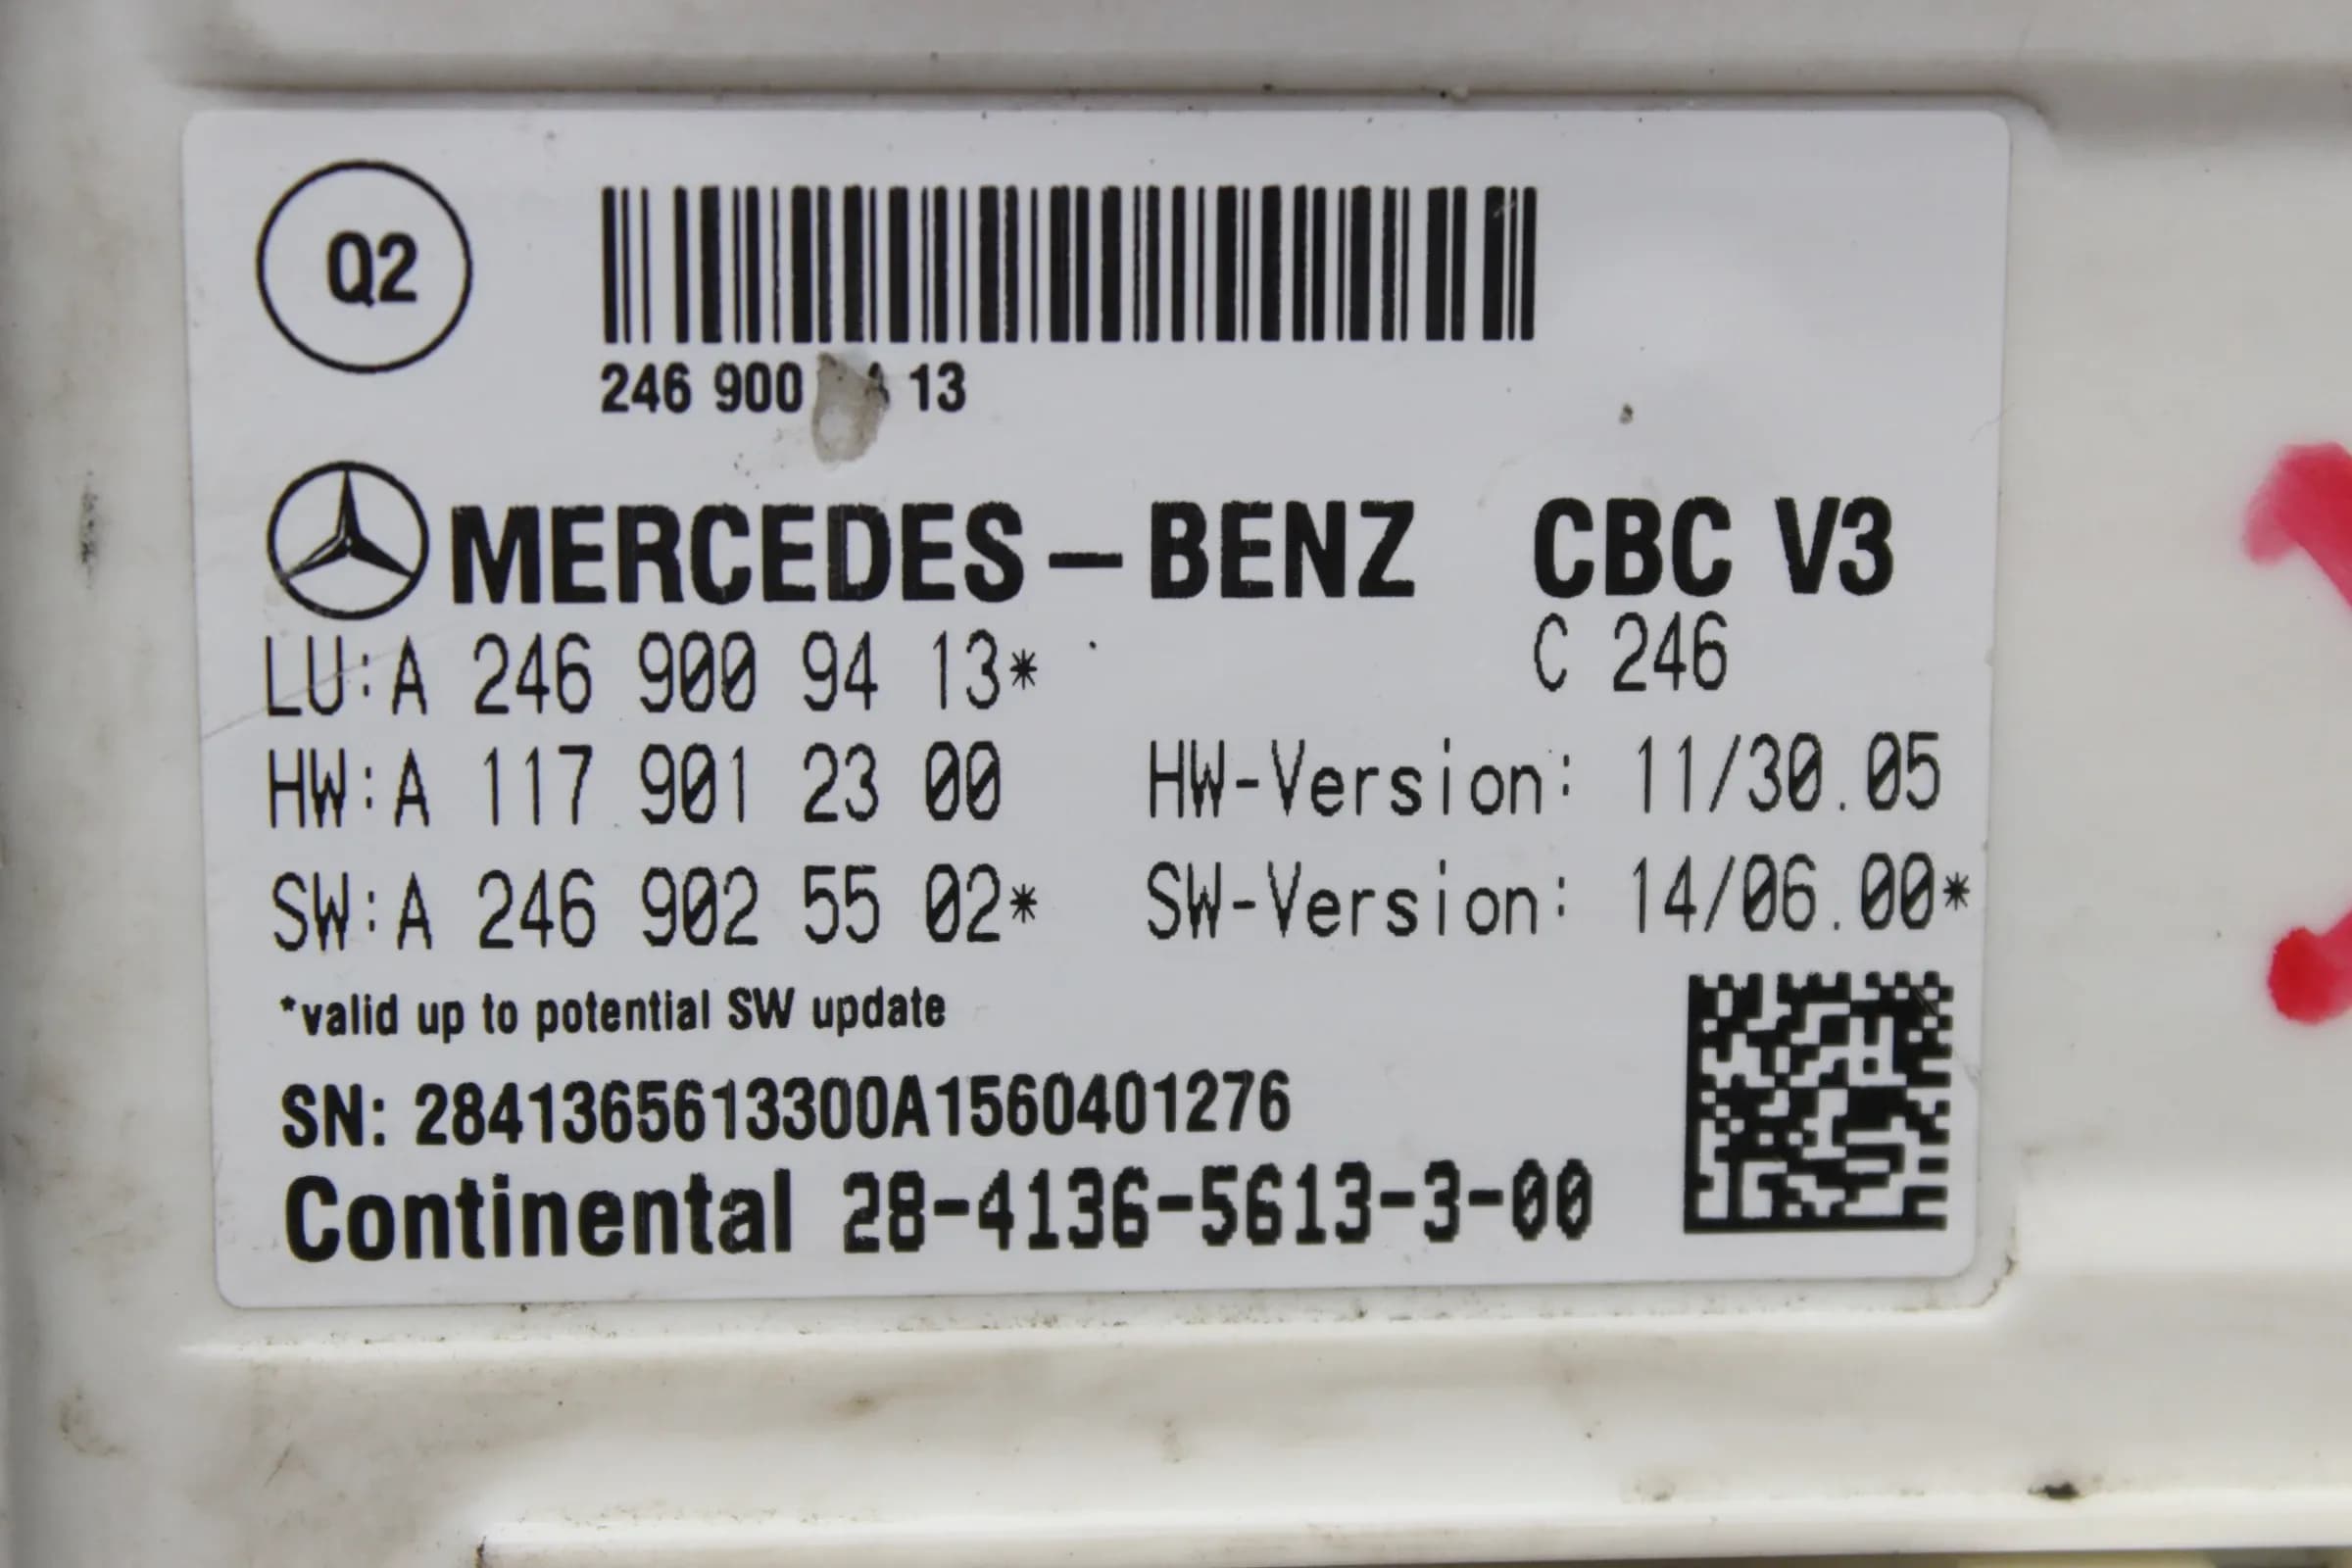 Q2
246 900 13
MERCEDES-BENZ CBC V3
C 246
LU:A 246 900 94 13*
HW:A 117 901 23 00 HW-Version: 11/30.05
SW:A 246 902 55 02* SW-Version: 14/06.00*
*valid up to potential SW update
SN: 2841365613300A1560401276
Continental 28-4136-5613-3-00